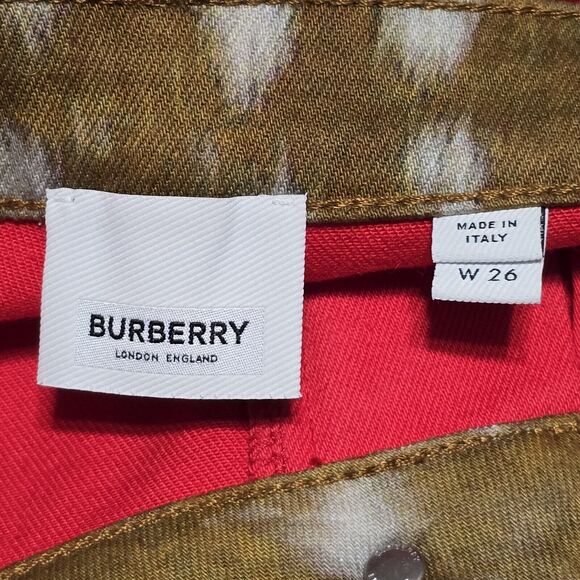 BURBERRY
LONDON ENGLAND
MADE IN
ITALY
W 26